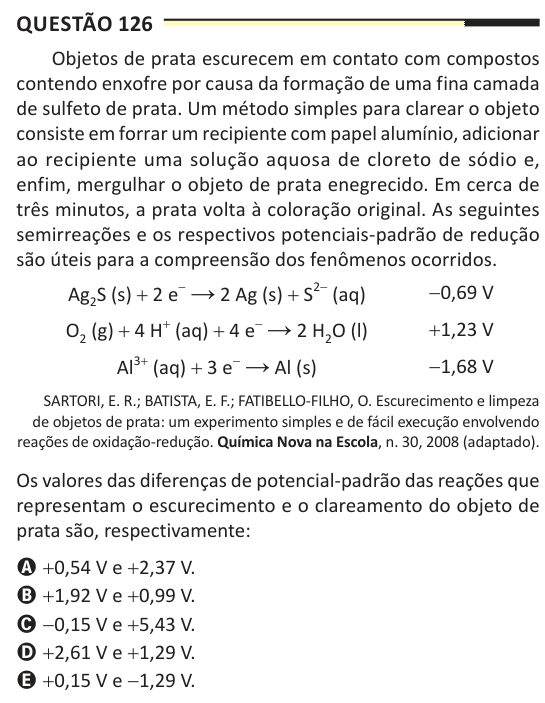 QUESTÃO 126
Objetos de prata escurecem em contato com compostos
contendo enxofre por causa da formação de uma fina camada
de sulfeto de prata. Um método simples para clarear o objeto
consiste em forrar um recipiente com papel alumínio, adicionar
ao recipiente uma solução aquosa de cloreto de sódio e,
enfim, mergulhar o objeto de prata enegrecido. Em cerca de
três minutos, a prata volta à coloração original. As seguintes
semirreações e os respectivos potenciais-padrão de redução
são úteis para a compreensão dos fenômenos ocorridos.
Ag₂S (s) + 2 e⁻ → 2 Ag (s) + S²⁻ (aq) −0,69 V
O₂ (g) + 4 H⁺ (aq) + 4 e⁻ → 2 H₂O (l) +1,23 V
Al³⁺ (aq) + 3 e⁻ → Al (s) −1,68 V
SARTORI, E. R.; BATISTA, E. F.; FATIBELLO-FILHO, O. Escurecimento e limpeza
de objetos de prata: um experimento simples e de fácil execução envolvendo
reações de oxidação-redução. Química Nova na Escola, n. 30, 2008 (adaptado).
Os valores das diferenças de potencial-padrão das reações que
representam o escurecimento e o clareamento do objeto de
prata são, respectivamente:
A +0,54 V e +2,37 V.
B +1,92 V e +0,99 V.
C −0,15 V e +5,43 V.
D +2,61 V e +1,29 V.
E +0,15 V e −1,29 V.